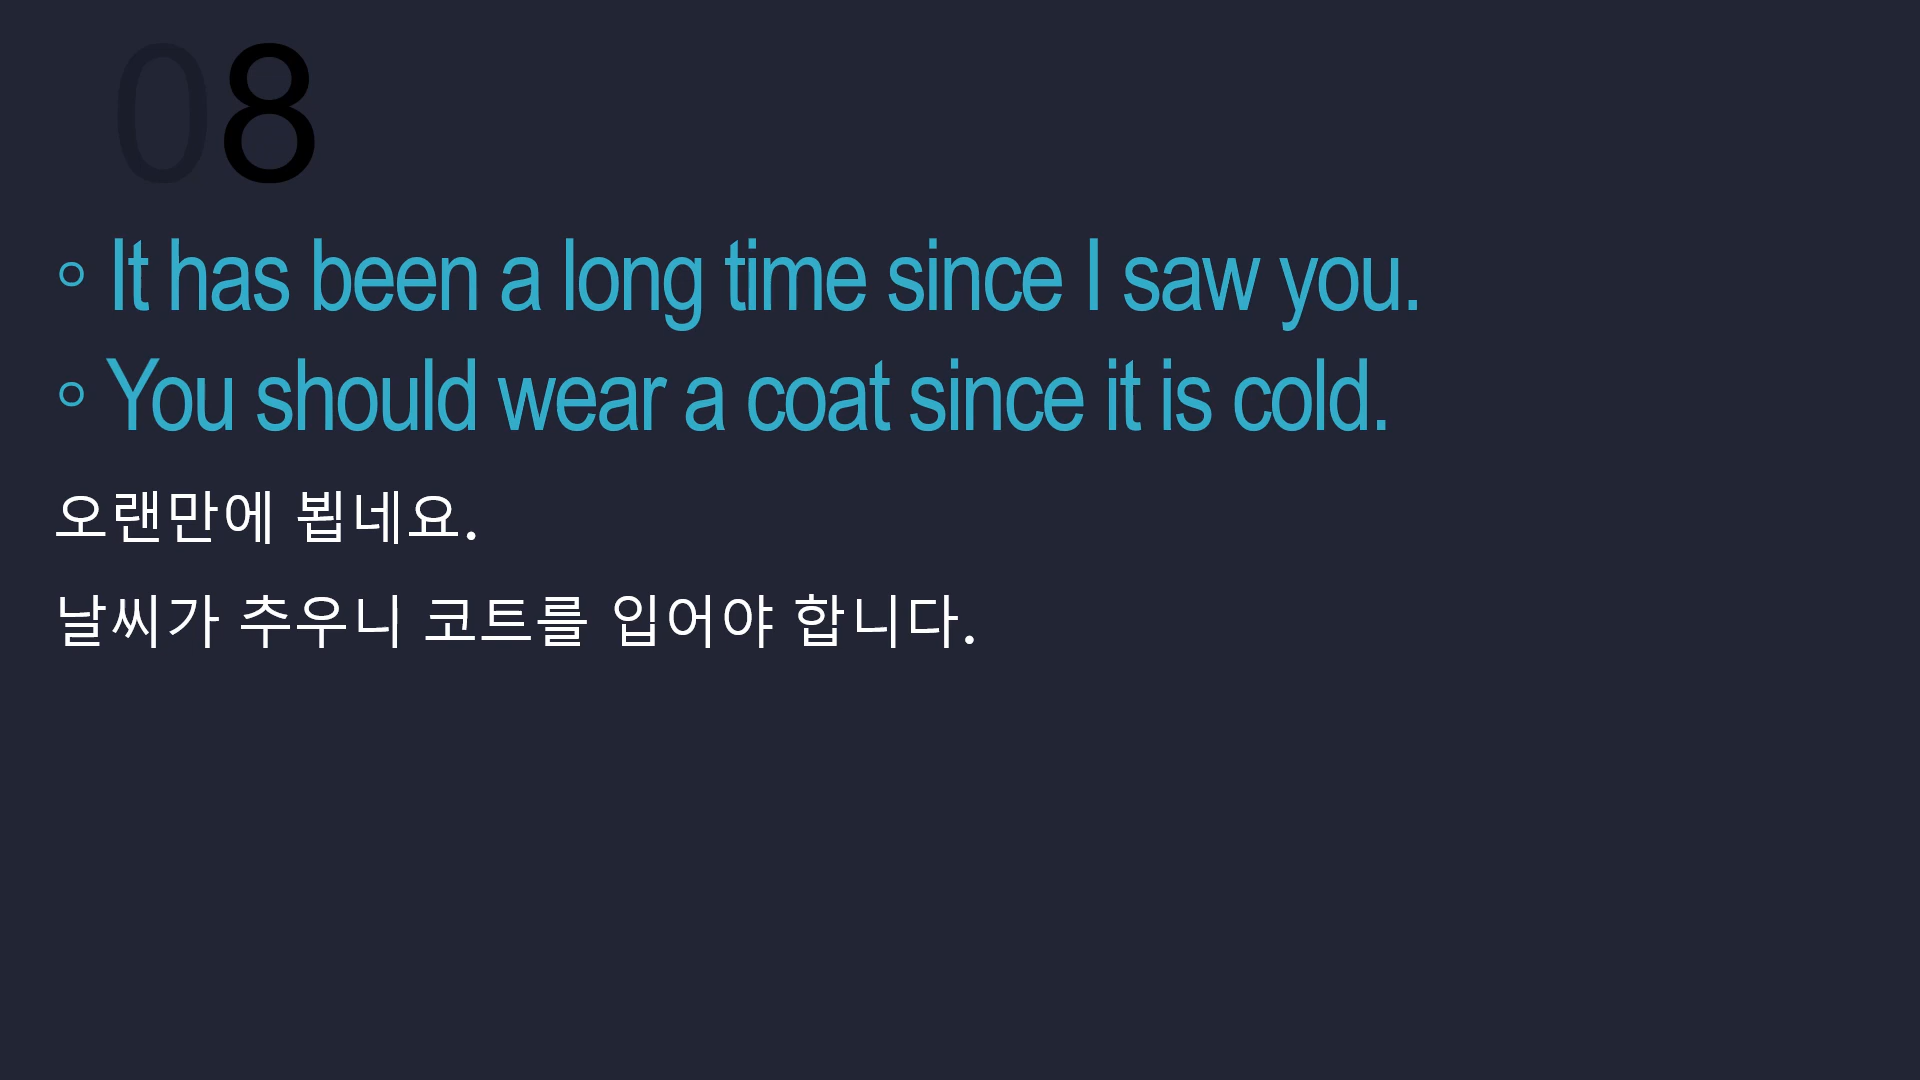 08
◦ It has been a long time since I saw you.
◦ You should wear a coat since it is cold.
오랜만에 뵙네요.
날씨가 추우니 코트를 입어야 합니다.